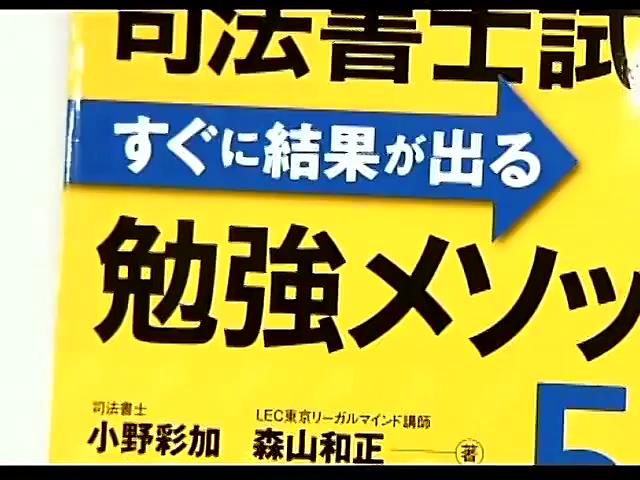 司法書士試
すぐに結果が出る
勉強メソッ
司法書士 LEC東京リーガルマインド講師
小野彩加 森山和正 著
5